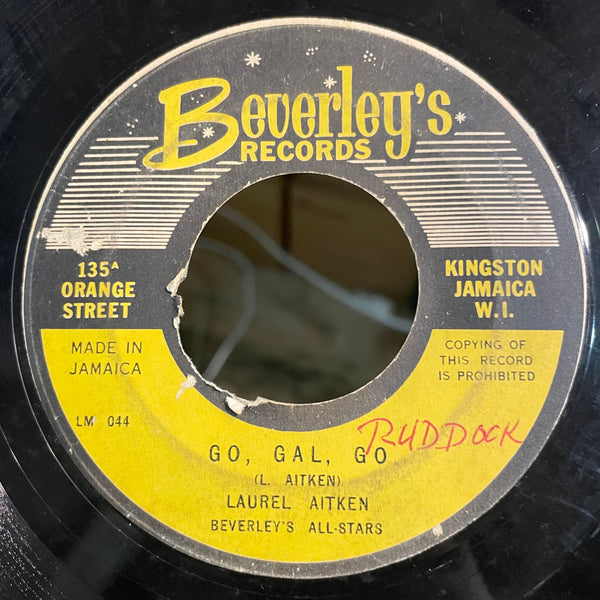 Beverley's
RECORDS
135A
ORANGE
STREET
KINGSTON
JAMAICA
W.I.
MADE IN
JAMAICA
COPYING OF
THIS RECORD
IS PROHIBITED
LM 044
RUDDOCK
GO, GAL, GO
(L. AITKEN)
LAUREL AITKEN
BEVERLEY'S ALL-STARS